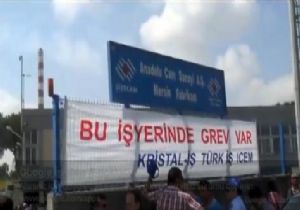 Anadolu Cam Sanayi A.Ş.
Mersin Fabrikası
BU İŞYERİNDE GREV VAR
KRİSTAL-İŞ TÜRK İŞ ICEM